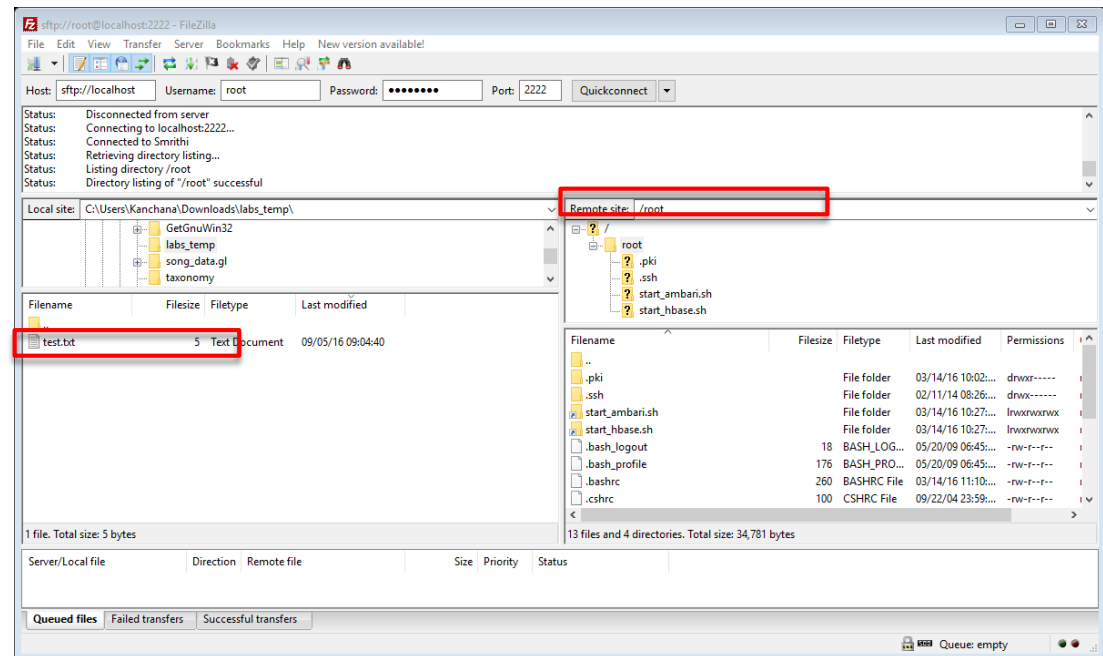 sftp://root@localhost:2222 - FileZilla
File Edit View Transfer Server Bookmarks Help New version available!
Host: sftp://localhost Username: root Password: ●●●●●●●● Port: 2222 Quickconnect
Status: Disconnected from server
Status: Connecting to localhost:2222...
Status: Connected to Smrithi
Status: Retrieving directory listing...
Status: Listing directory /root
Status: Directory listing of "/root" successful
Local site: C:\Users\Kanchana\Downloads\labs_temp\
GetGnuWin32
labs_temp
song_data.gl
taxonomy
Filename Filesize Filetype Last modified
..
test.txt 5 Text Document 09/05/16 09:04:40
1 file. Total size: 5 bytes
Remote site: /root
/
root
.pki
.ssh
start_ambari.sh
start_hbase.sh
Filename Filesize Filetype Last modified Permissions
..
.pki File folder 03/14/16 10:02:... drwxr-----
.ssh File folder 02/11/14 08:26:... drwx------
start_ambari.sh File folder 03/14/16 10:27:... lrwxrwxrwx
start_hbase.sh File folder 03/14/16 10:27:... lrwxrwxrwx
.bash_logout 18 BASH_LOG... 05/20/09 06:45:... -rw-r--r--
.bash_profile 176 BASH_PRO... 05/20/09 06:45:... -rw-r--r--
.bashrc 260 BASHRC File 03/14/16 11:10:... -rw-r--r--
.cshrc 100 CSHRC File 09/22/04 23:59:... -rw-r--r--
13 files and 4 directories. Total size: 34,781 bytes
Server/Local file Direction Remote file Size Priority Status
Queued files Failed transfers Successful transfers
Queue: empty